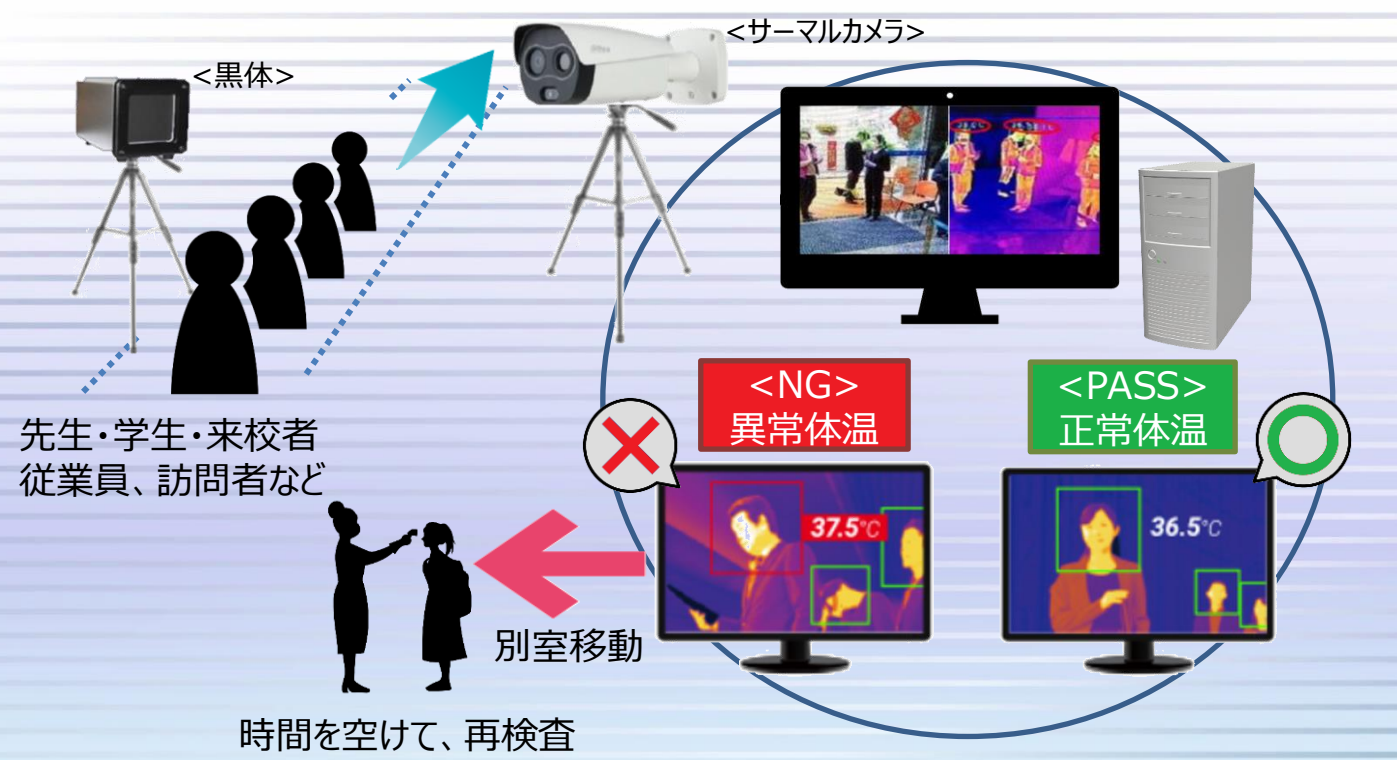 <サーマルカメラ>
<黒体>
先生・学生・来校者
従業員、訪問者など
<NG>
異常体温
<PASS>
正常体温
37.5°C
36.5°C
別室移動
時間を空けて、再検査